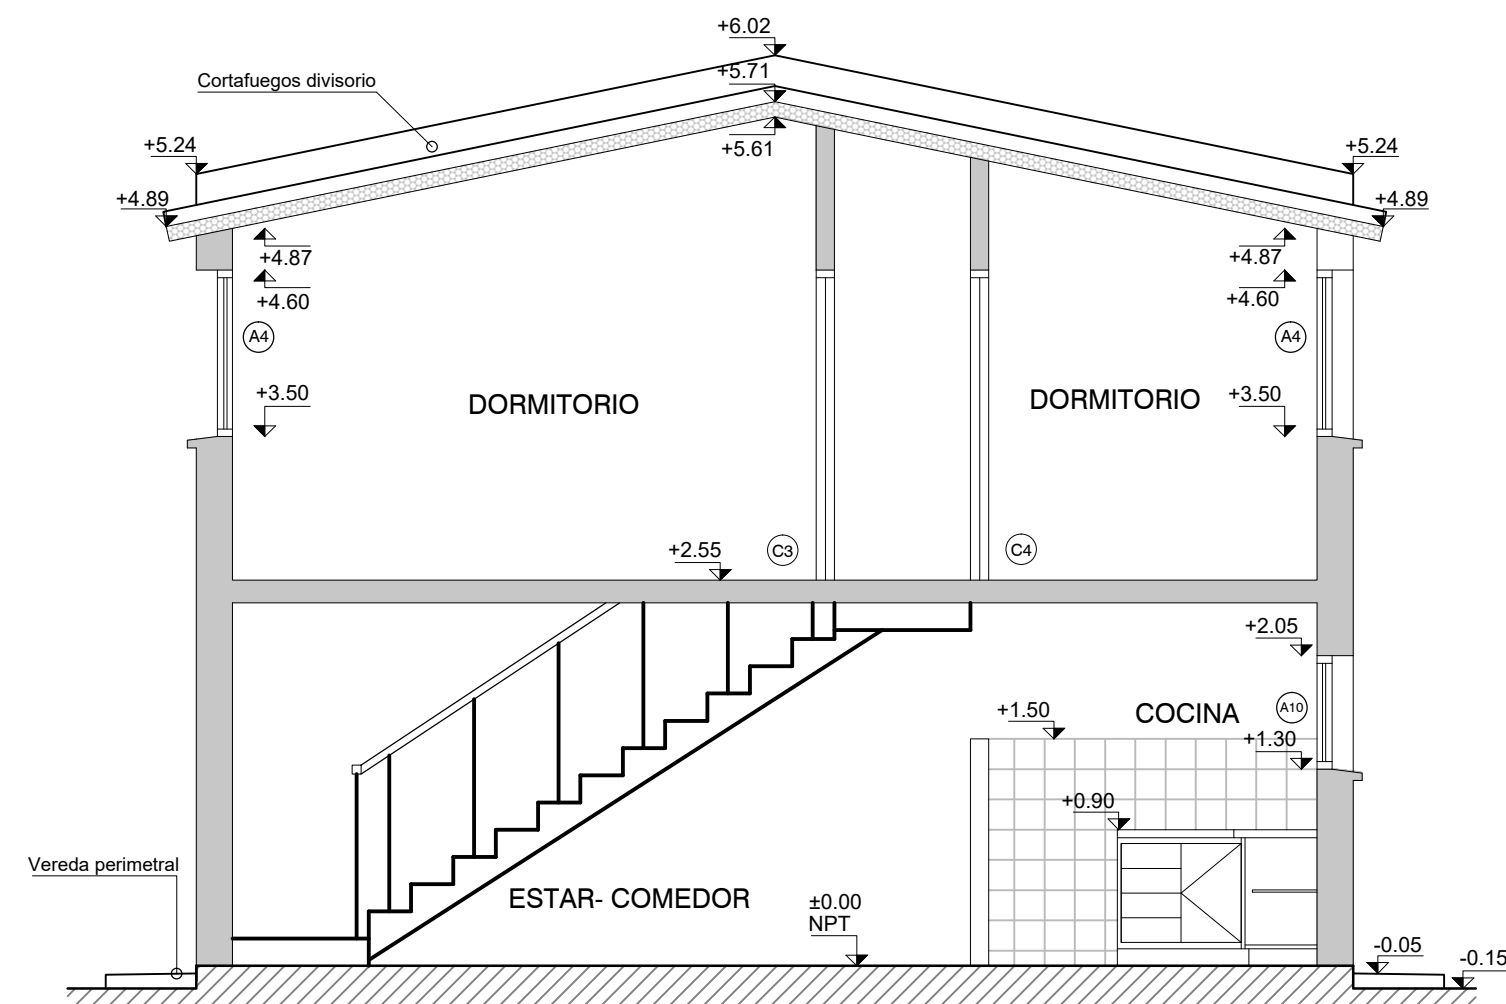 +6.02
+5.71
Cortafuegos divisorio
+5.24
+5.61
+5.24
+4.89
+4.89
+4.87
+4.87
+4.60
+4.60
A4
A4
+3.50
DORMITORIO
DORMITORIO
+3.50
+2.55
C3
C4
+2.05
+1.50
COCINA
A10
+1.30
+0.90
Vereda perimetral
ESTAR- COMEDOR
±0.00
NPT
-0.05
-0.15